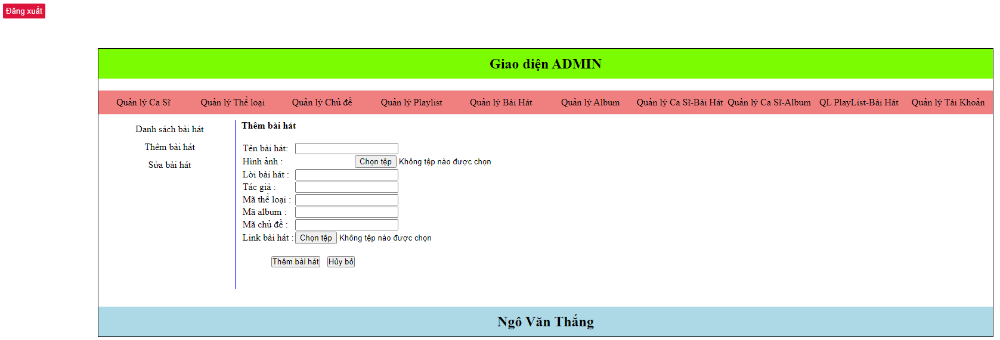 Đăng xuất
Giao diện ADMIN
Quản lý Ca Sĩ Quản lý Thể loại Quản lý Chủ đề Quản lý Playlist Quản lý Bài Hát Quản lý Album Quản lý Ca Sĩ-Bài Hát Quản lý Ca Sĩ-Album QL PlayList-Bài Hát Quản lý Tài Khoản
Danh sách bài hát
Thêm bài hát
Sửa bài hát
Thêm bài hát
Tên bài hát:
Hình ảnh : Chọn tệp Không tệp nào được chọn
Lời bài hát :
Tác giả :
Mã thể loại :
Mã album :
Mã chủ đề :
Link bài hát : Chọn tệp Không tệp nào được chọn
Thêm bài hát Hủy bỏ
Ngô Văn Thắng